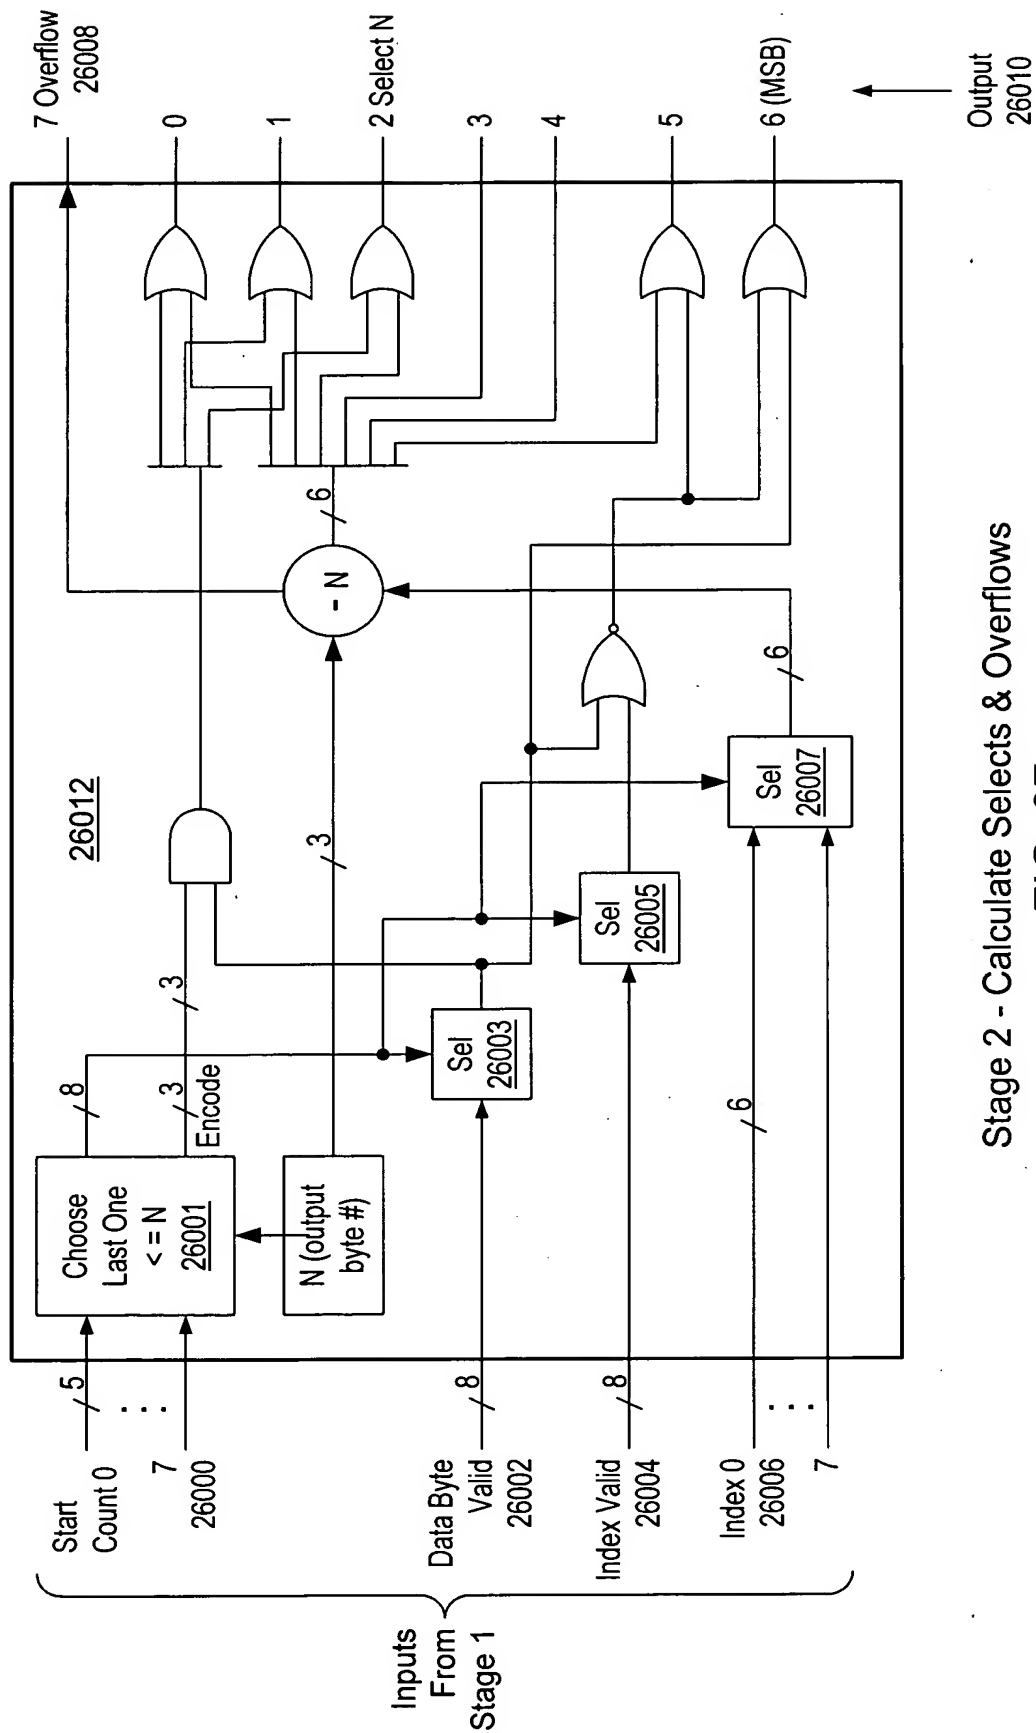 Inputs
From
Stage 1
Start
Count 0
7
26000
5
Data Byte
Valid
26002
8
Index Valid
26004
8
Index 0
26006
7
Choose
Last One
< = N
26001
8
3
Encode
3
N (output
byte #)
3
26012
Sel
26003
Sel
26005
Sel
26007
6
6
- N
6
7 Overflow
26008
0
1
2 Select N
3
4
5
6 (MSB)
Output
26010
Stage 2 - Calculate Selects & Overflows